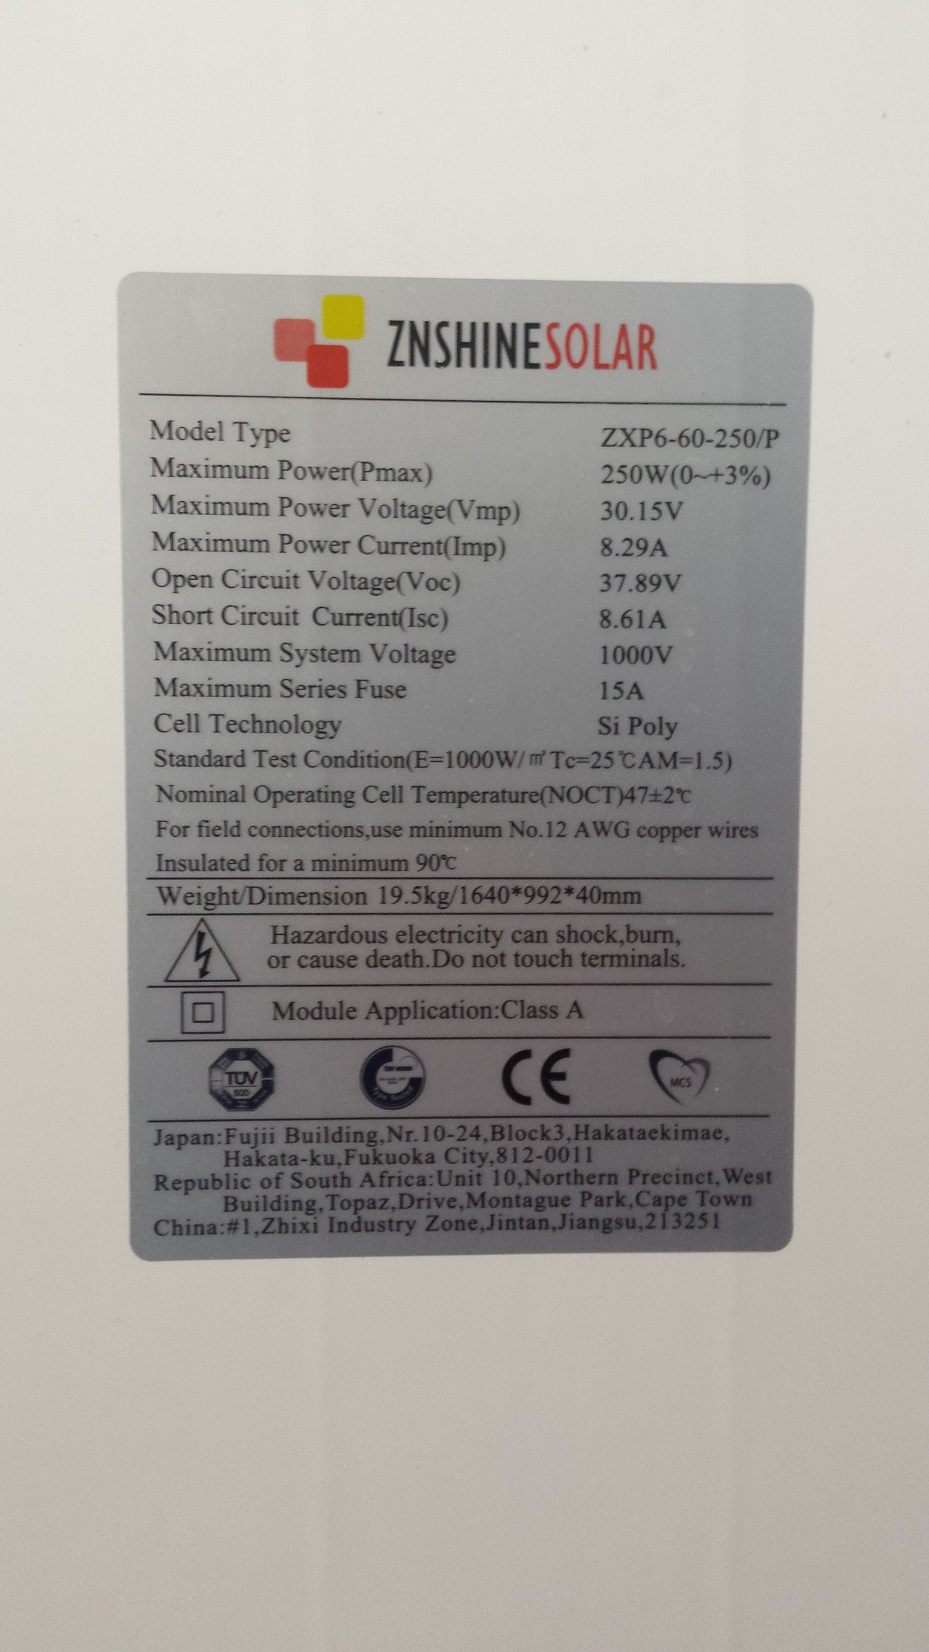 ZNSHINESOLAR
Model Type ZXP6-60-250/P
Maximum Power(Pmax) 250W(0~+3%)
Maximum Power Voltage(Vmp) 30.15V
Maximum Power Current(Imp) 8.29A
Open Circuit Voltage(Voc) 37.89V
Short Circuit Current(Isc) 8.61A
Maximum System Voltage 1000V
Maximum Series Fuse 15A
Cell Technology Si Poly
Standard Test Condition(E=1000W/㎡ Tc=25℃AM=1.5)
Nominal Operating Cell Temperature(NOCT)47±2℃
For field connections,use minimum No.12 AWG copper wires
Insulated for a minimum 90℃
Weight/Dimension 19.5kg/1640*992*40mm
Hazardous electricity can shock,burn,
or cause death.Do not touch terminals.
Module Application:Class A
TÜV CE MCS
Japan:Fujii Building,Nr.10-24,Block3,Hakataekimae,
Hakata-ku,Fukuoka City,812-0011
Republic of South Africa:Unit 10,Northern Precinct,West
Building,Topaz,Drive,Montague Park,Cape Town
China:#1,Zhixi Industry Zone,Jintan,Jiangsu,213251